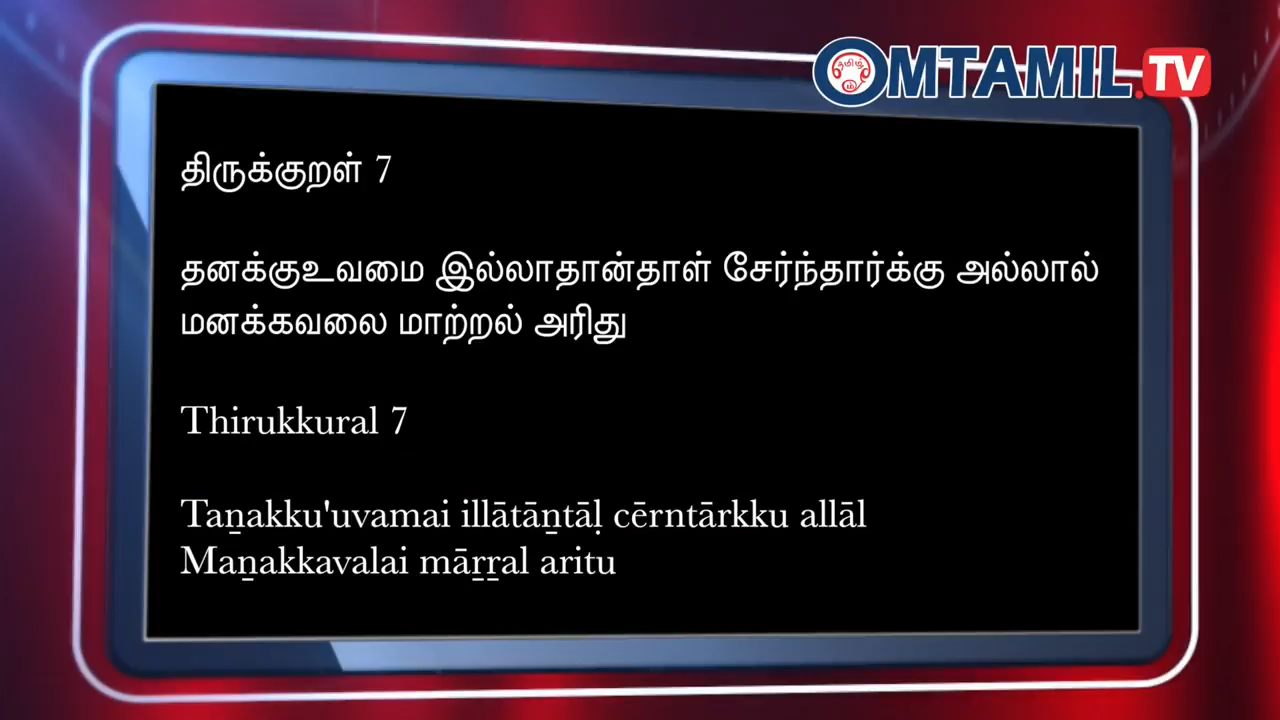 OMTAMIL.TV
திருக்குறள் 7
தனக்குஉவமை இல்லாதான்தாள் சேர்ந்தார்க்கு அல்லால்
மனக்கவலை மாற்றல் அரிது
Thirukkural 7
Taṉakku'uvamai illātāṉtāḷ cērntārkku allāl
Maṉakkavalai māṟṟal aritu